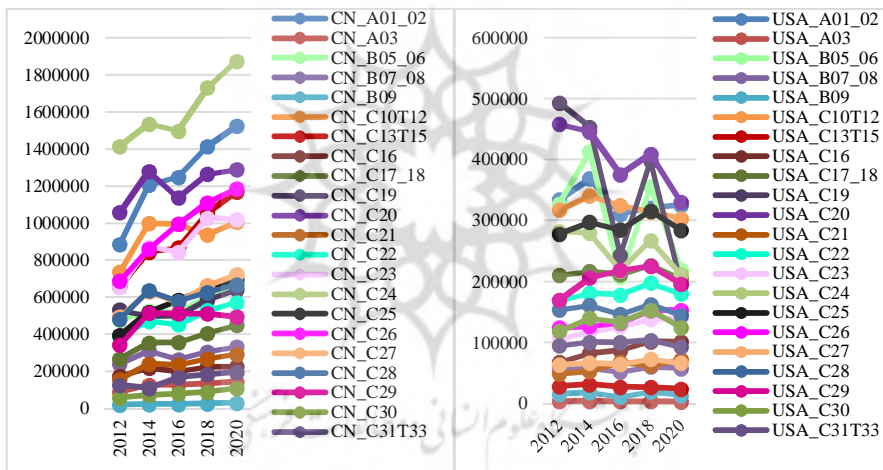 2000000
1800000
1600000
1400000
1200000
1000000
800000
600000
400000
200000
0
2012
2014
2016
2018
2020
CN_A01_02
CN_A03
CN_B05_06
CN_B07_08
CN_B09
CN_C10T12
CN_C13T15
CN_C16
CN_C17_18
CN_C19
CN_C20
CN_C21
CN_C22
CN_C23
CN_C24
CN_C25
CN_C26
CN_C27
CN_C28
CN_C29
CN_C30
CN_C31T33
600000
500000
400000
300000
200000
100000
0
2012
2014
2016
2018
2020
USA_A01_02
USA_A03
USA_B05_06
USA_B07_08
USA_B09
USA_C10T12
USA_C13T15
USA_C16
USA_C17_18
USA_C19
USA_C20
USA_C21
USA_C22
USA_C23
USA_C24
USA_C25
USA_C26
USA_C27
USA_C28
USA_C29
USA_C30
USA_C31T33